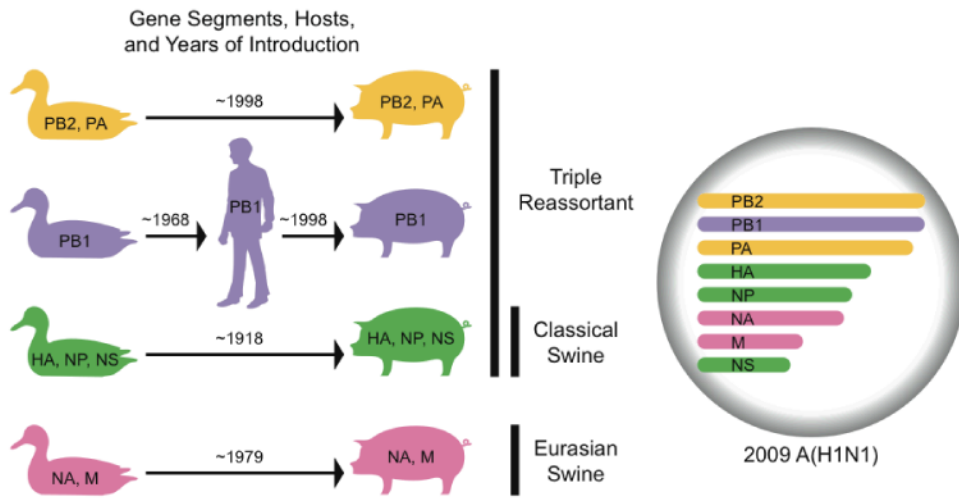 Gene Segments, Hosts,
and Years of Introduction
PB2, PA
~1998
PB2, PA
PB1
~1968
PB1
~1998
PB1
HA, NP, NS
~1918
HA, NP, NS
NA, M
~1979
NA, M
Triple
Reassortant
Classical
Swine
Eurasian
Swine
PB2
PB1
PA
HA
NP
NA
M
NS
2009 A(H1N1)